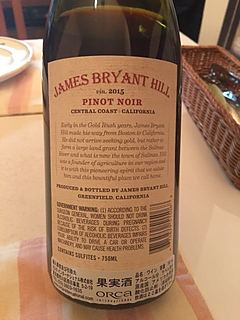 JAMES BRYANT HILL
vin. 2015
PINOT NOIR
CENTRAL COAST CALIFORNIA
Early in the Gold Rush years, James Bryant
Hill made his way from Boston to California.
He did not arrive seeking gold, but rather to
farm a large land grant between the Salinas
River and what is now the town of Salinas. Hill
was a founder of agriculture in our region and
it is with this pioneering spirit that we salute
him and this beautiful place we call home.
PRODUCED & BOTTLED BY JAMES BRYANT HILL
GREENFIELD, CALIFORNIA
GOVERNMENT WARNING: (1) ACCORDING TO THE
SURGEON GENERAL, WOMEN SHOULD NOT DRINK
ALCOHOLIC BEVERAGES DURING PREGNANCY
BECAUSE OF THE RISK OF BIRTH DEFECTS. (2)
CONSUMPTION OF ALCOHOLIC BEVERAGES IMPAIRS
YOUR ABILITY TO DRIVE A CAR OR OPERATE
MACHINERY, AND MAY CAUSE HEALTH PROBLEMS.
CONTAINS SULFITES • 750ML
果実酒
orca
international